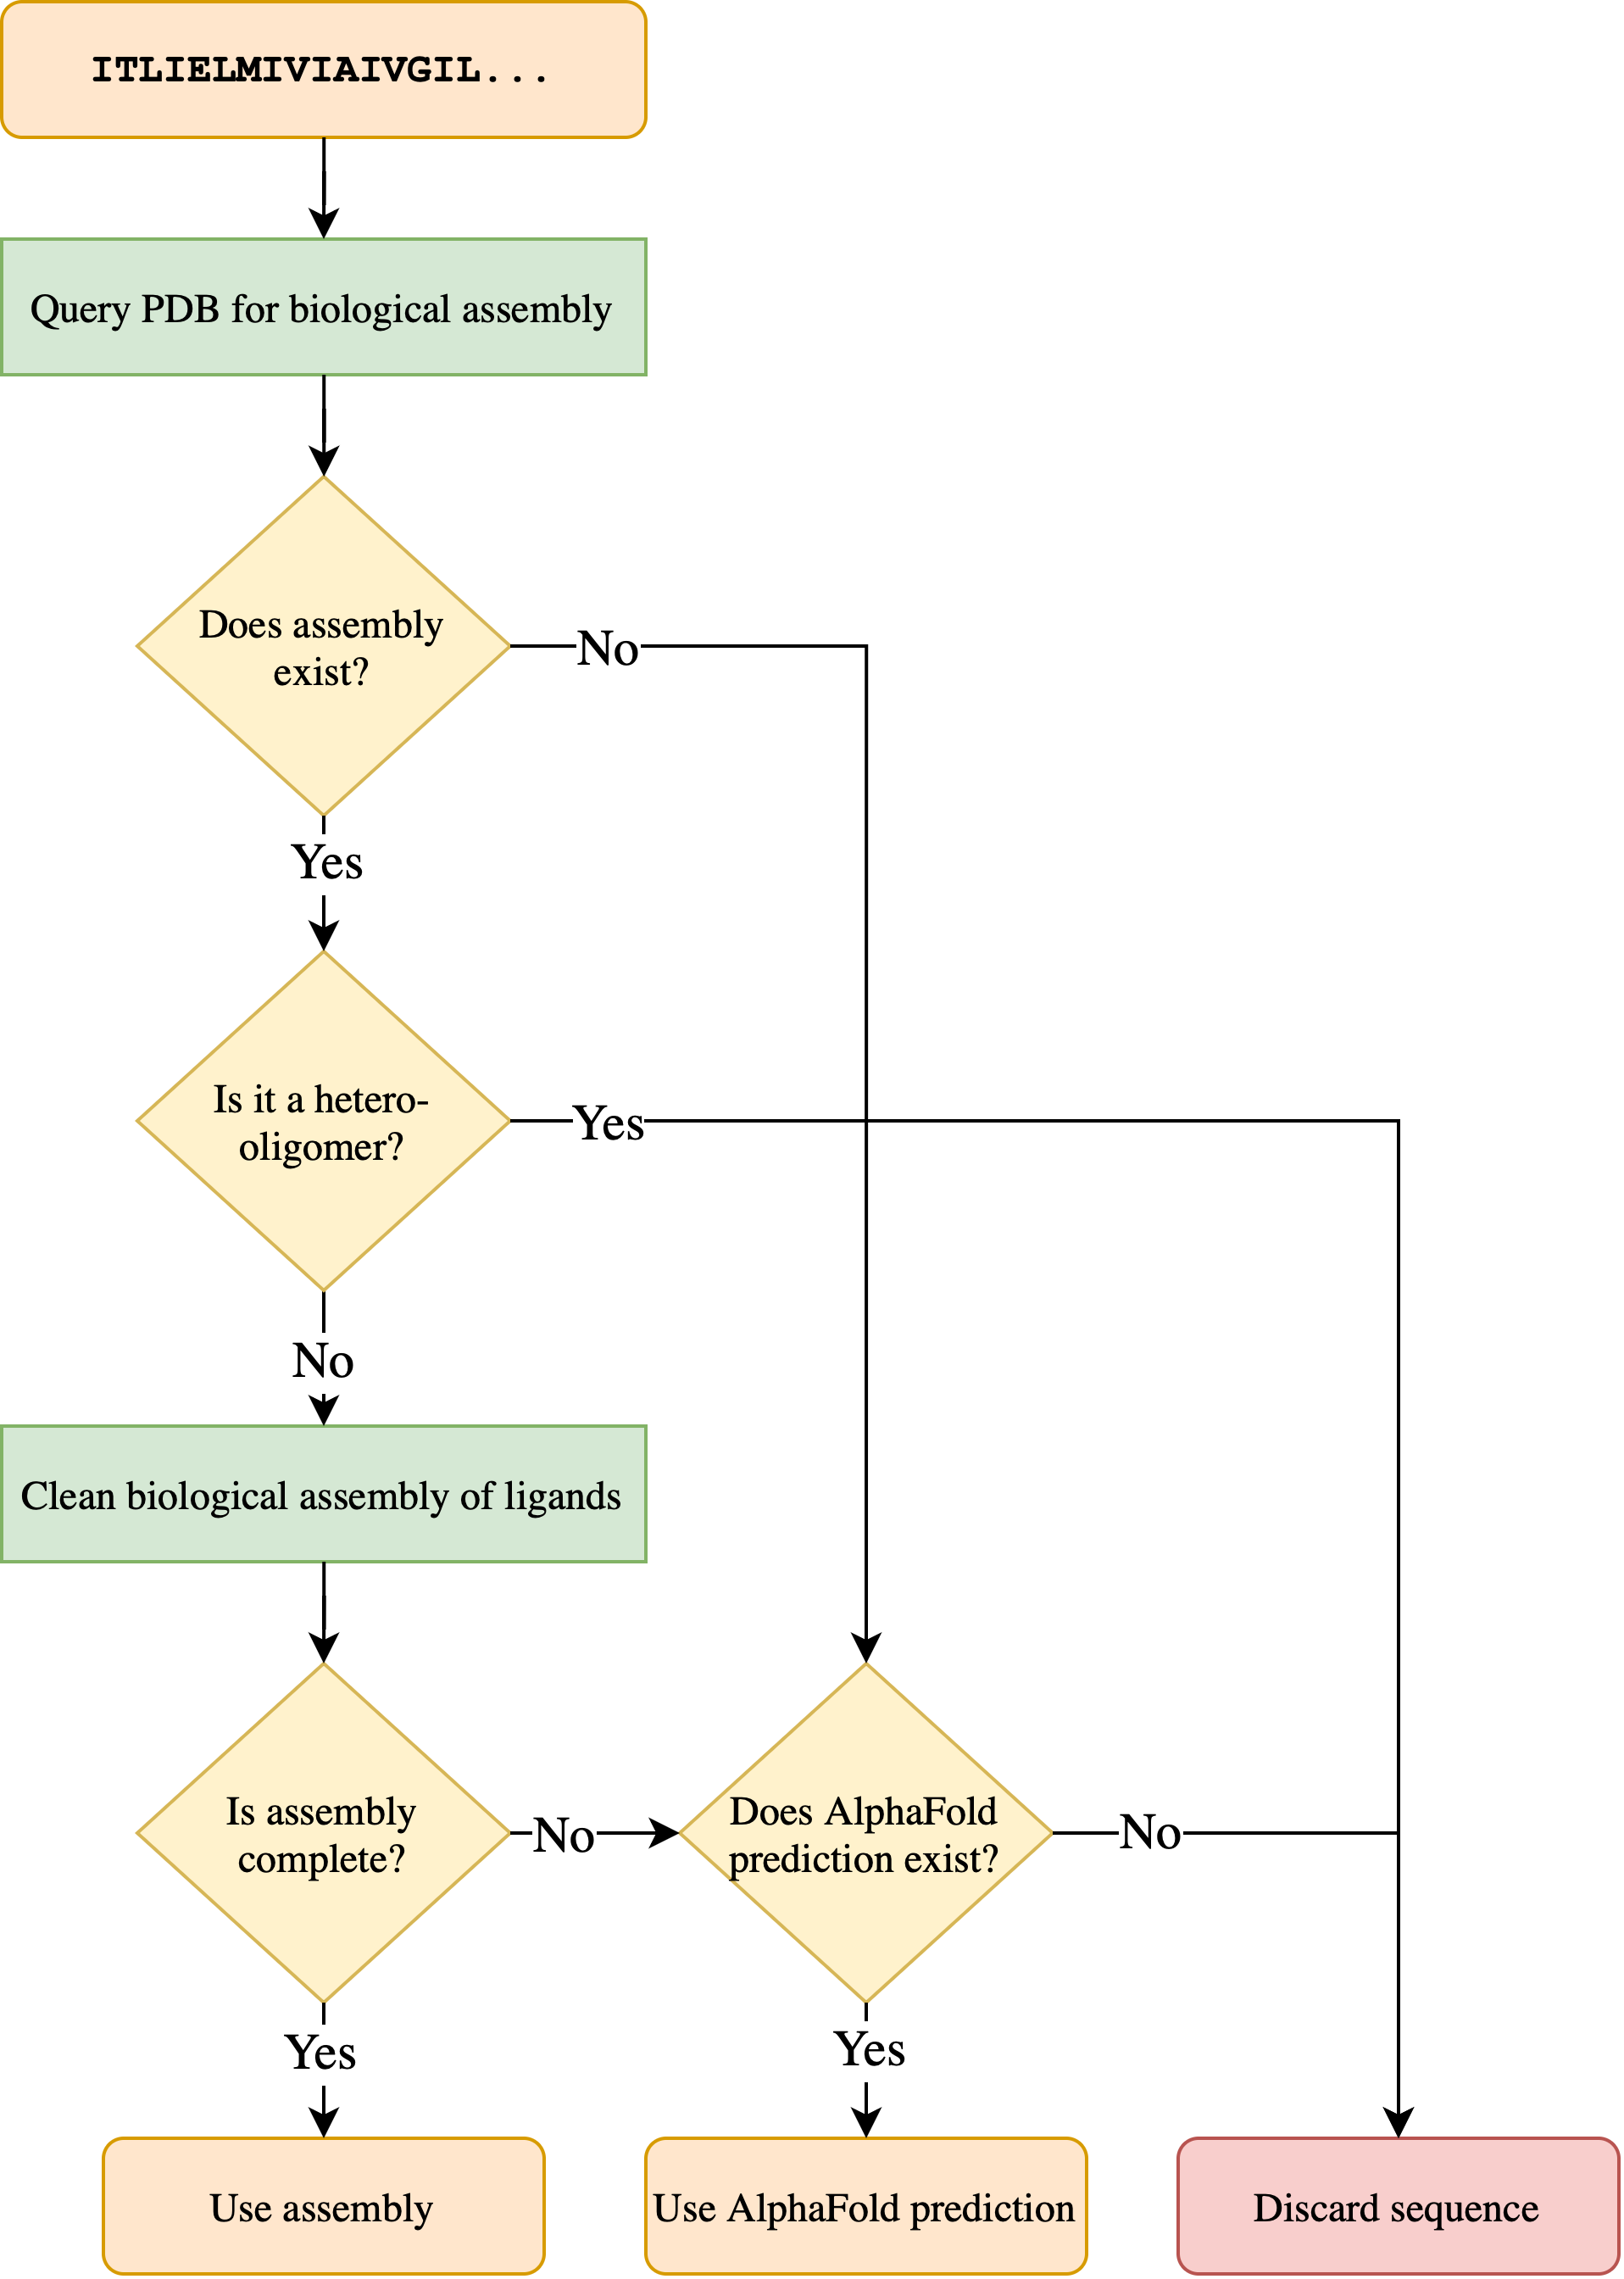 ITLIELMIVIAIVGIL...
Query PDB for biological assembly
Does assembly
exist?
No
Yes
Is it a hetero-
oligomer?
Yes
No
Clean biological assembly of ligands
Is assembly
complete?
No
Does AlphaFold
prediction exist?
No
Yes
Yes
Use assembly
Use AlphaFold prediction
Discard sequence